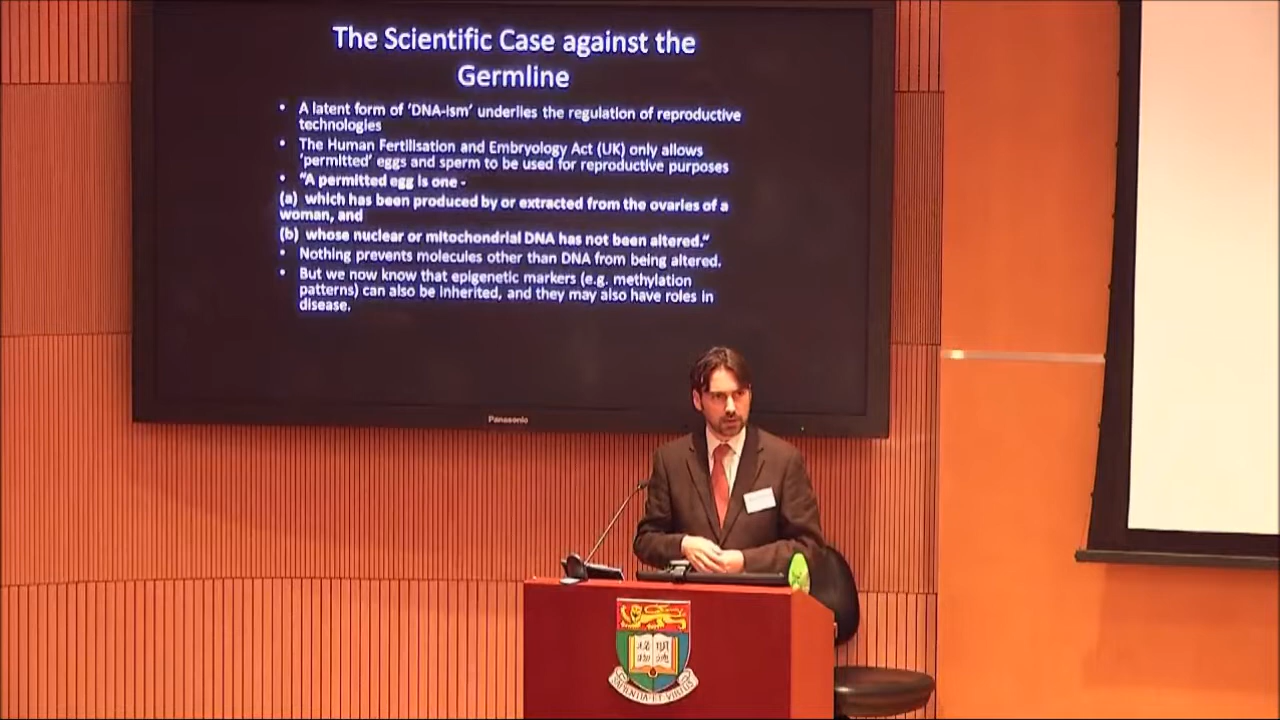 The Scientific Case against the
Germline
• A latent form of 'DNA-ism' underlies the regulation of reproductive
technologies
• The Human Fertilisation and Embryology Act (UK) only allows
'permitted' eggs and sperm to be used for reproductive purposes
• "A permitted egg is one -
(a) which has been produced by or extracted from the ovaries of a
woman, and
(b) whose nuclear or mitochondrial DNA has not been altered."
• Nothing prevents molecules other than DNA from being altered.
• But we now know that epigenetic markers (e.g. methylation
patterns) can also be inherited, and they may also have roles in
disease.
Panasonic
SAPIENTIA ET VIRTUS